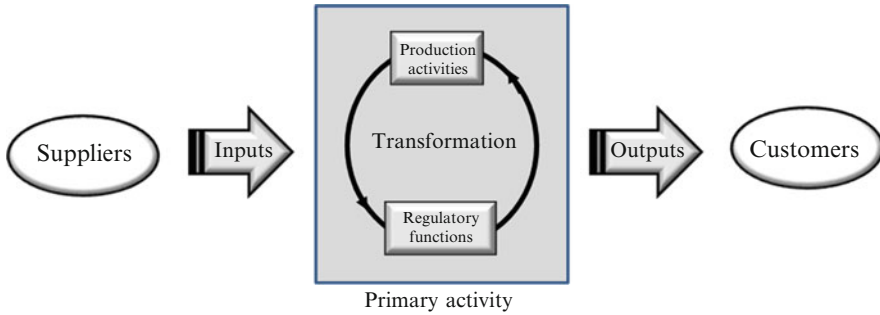 Suppliers
Inputs
Production
activities
Transformation
Regulatory
functions
Outputs
Customers
Primary activity